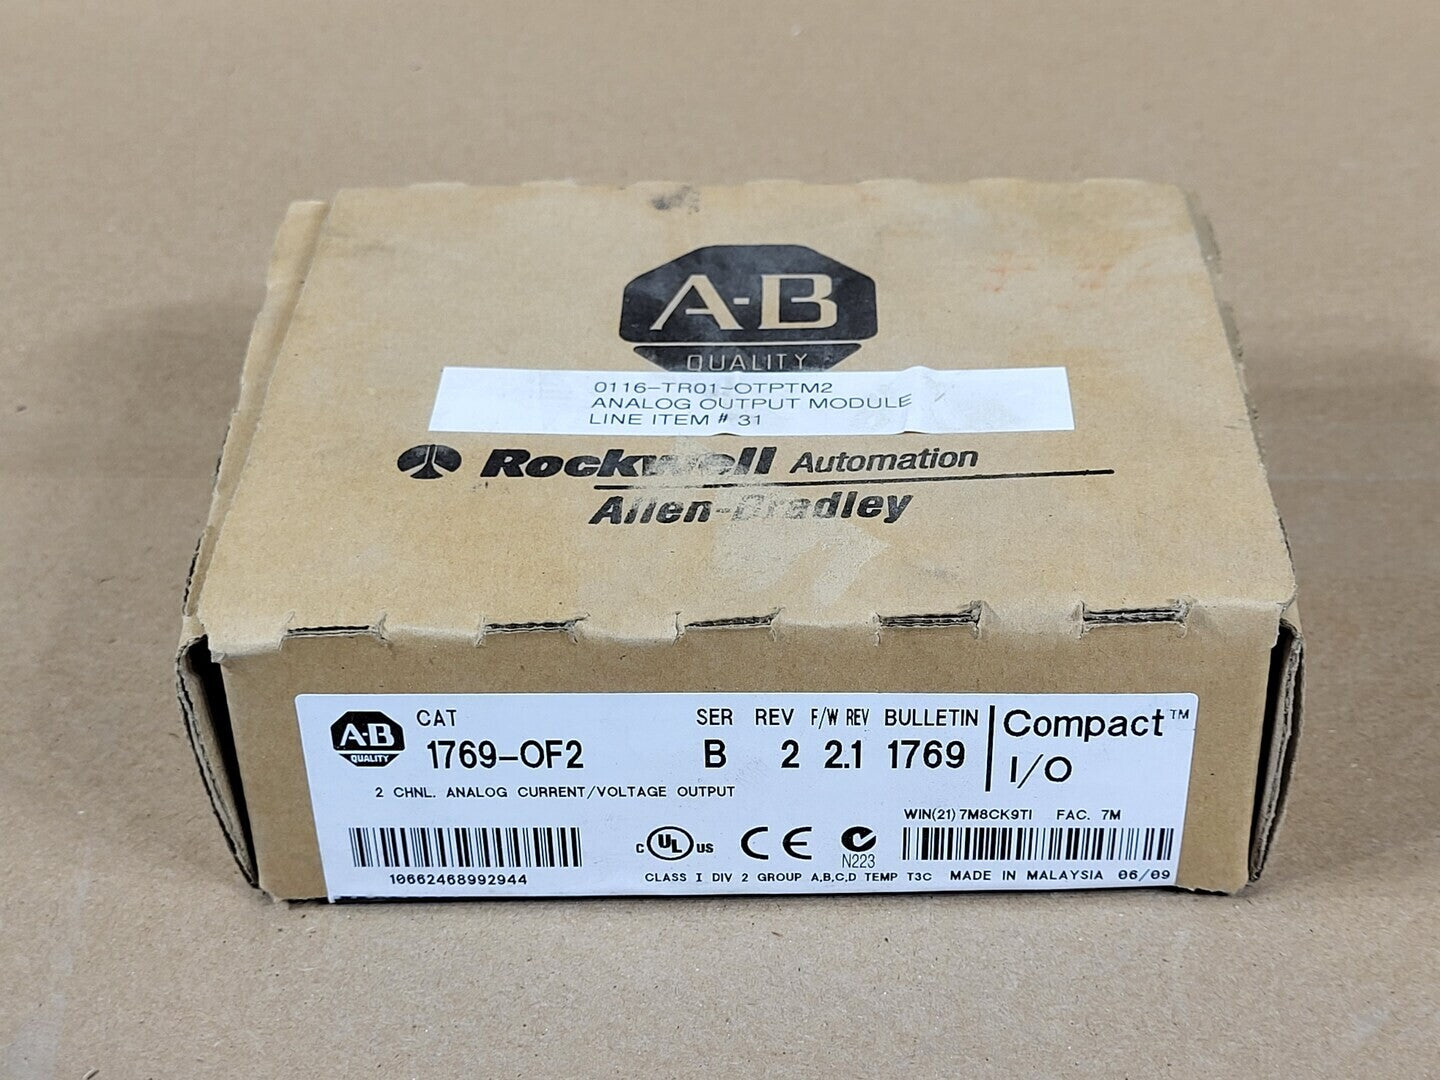 A-B
QUALITY
0116-TR01-OTPTM2
ANALOG OUTPUT MODULE
LINE ITEM # 31
Rockwell Automation
Allen-Bradley
A-B
QUALITY
CAT
1769-OF2
SER REV F/W REV BULLETIN
B 2 2.1 1769
Compact™
I/O
2 CHNL. ANALOG CURRENT/VOLTAGE OUTPUT
WIN(21) 7M8CK9TI FAC. 7M
C UL US CE N223
10662468992944
CLASS I DIV 2 GROUP A,B,C,D TEMP T3C MADE IN MALAYSIA 06/09